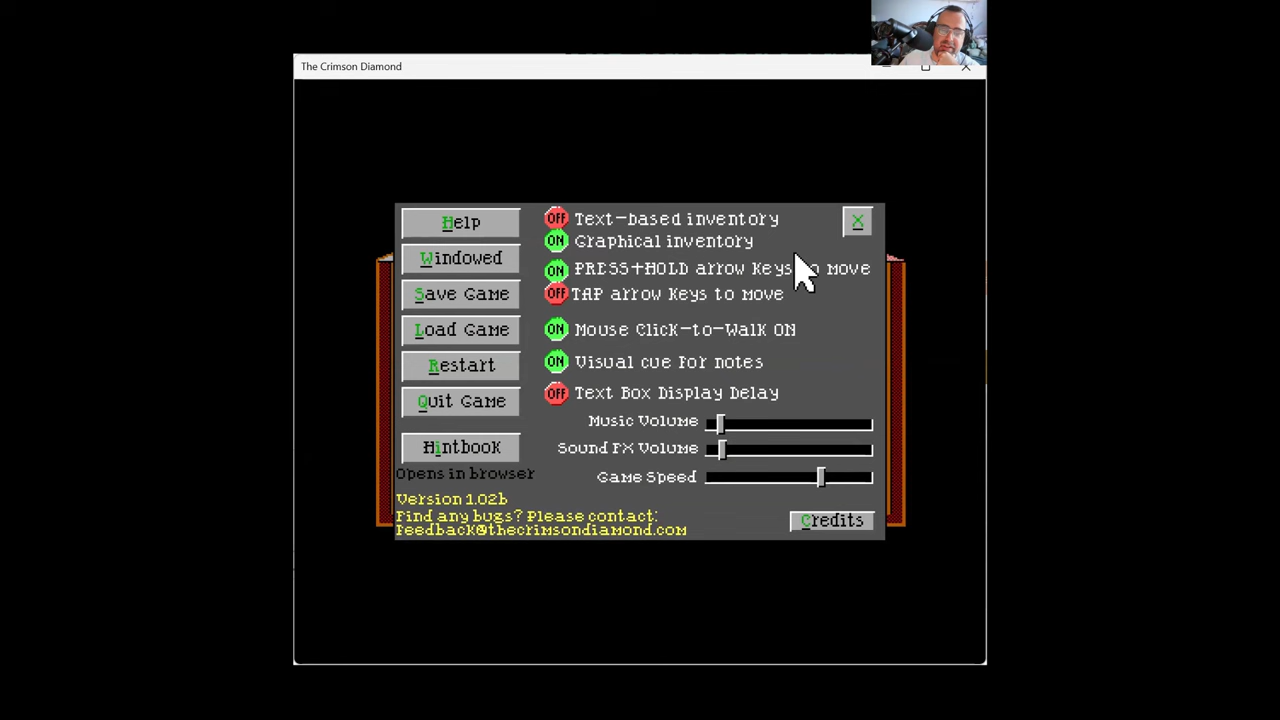 The Crimson Diamond
Help
Windowed
Save Game
Load Game
Restart
Quit Game
Hintbook
Opens in browser
OFF Text-based inventory
ON Graphical inventory
ON PRESS+HOLD arrow Keys to move
OFF TAP arrow Keys to move
ON Mouse Click-to-Walk ON
ON Visual cue for notes
OFF Text Box Display Delay
Music Volume
Sound FX Volume
Game Speed
X
Version 1.02b
Find any bugs? Please contact:
Feedback@thecrimsondiamond.com
Credits